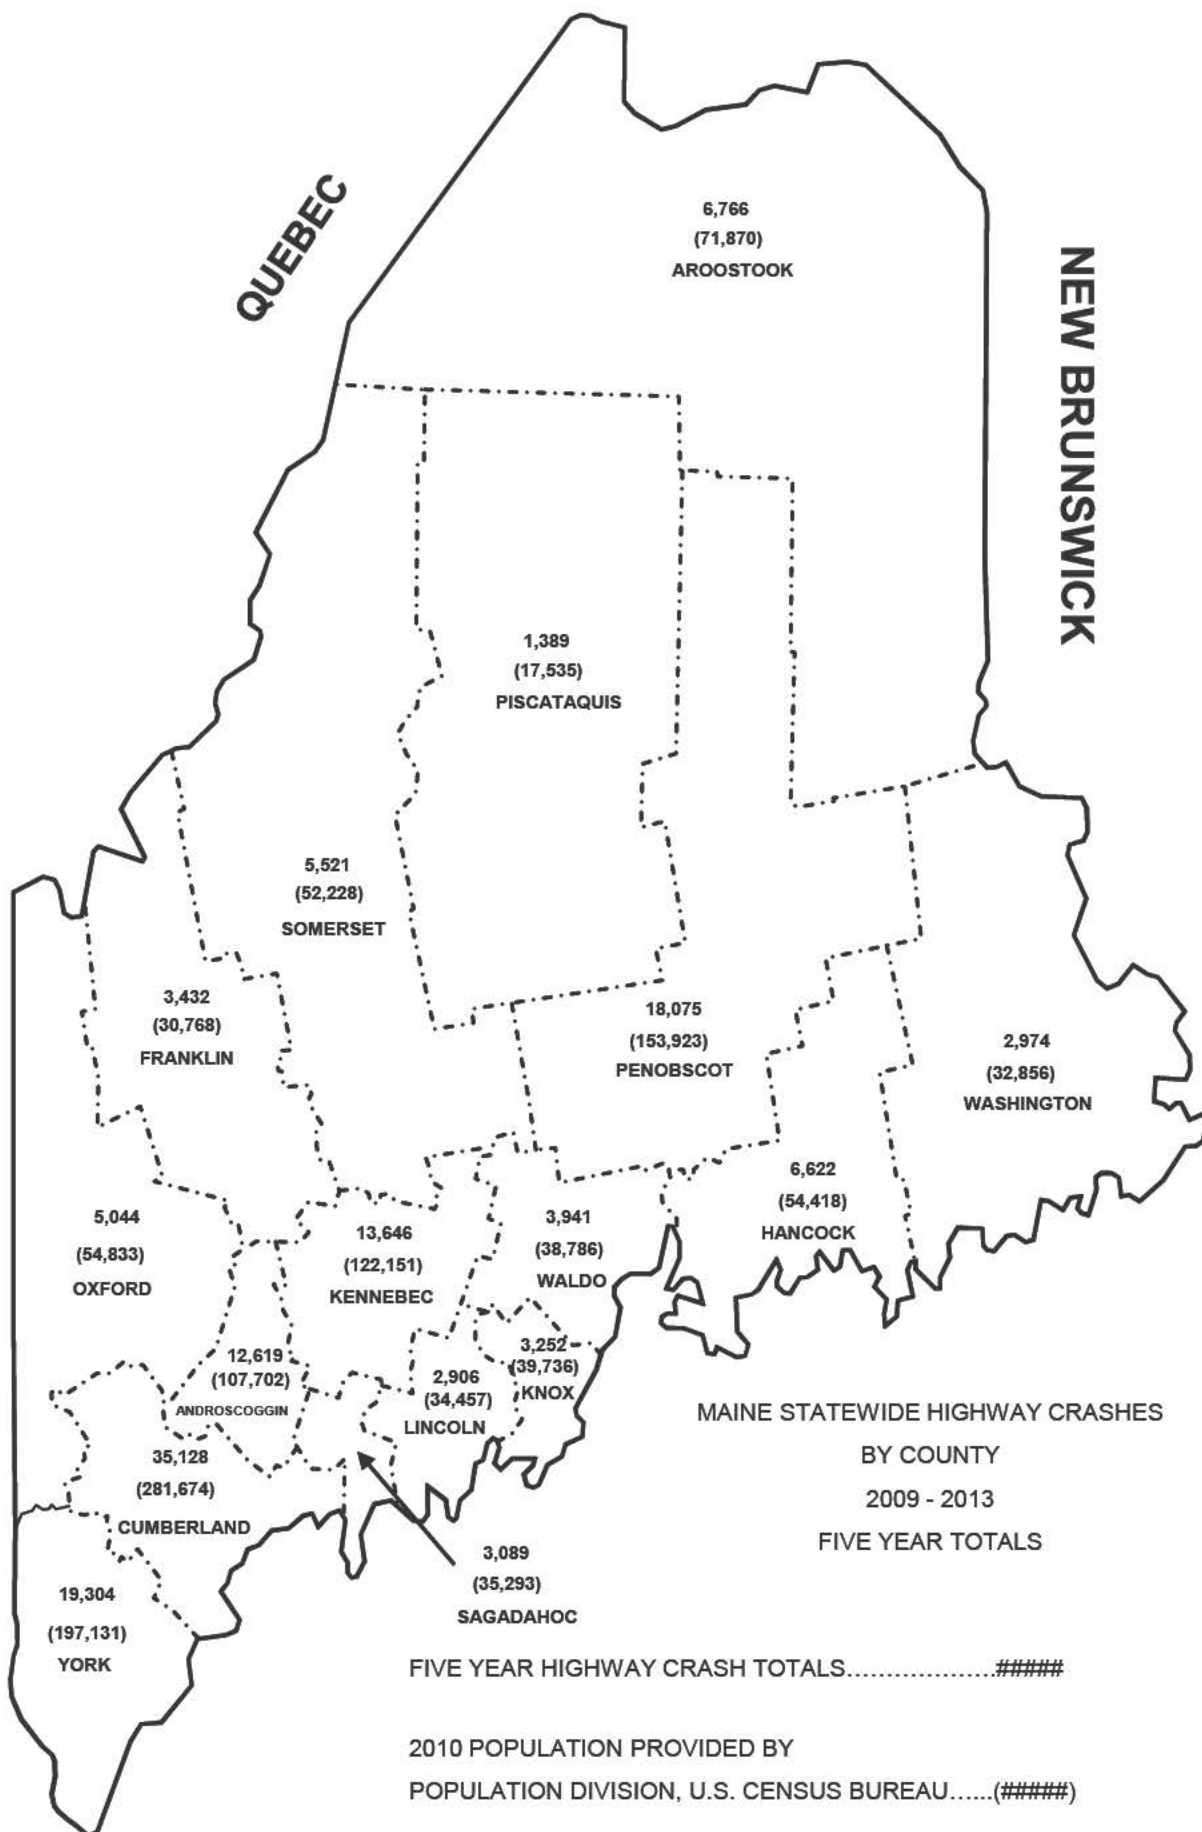 QUEBEC
NEW BRUNSWICK
6,766
(71,870)
AROOSTOOK
1,389
(17,535)
PISCATAQUIS
5,521
(52,228)
SOMERSET
3,432
(30,768)
FRANKLIN
18,075
(153,923)
PENOBSCOT
2,974
(32,856)
WASHINGTON
6,622
(54,418)
HANCOCK
5,044
(54,833)
OXFORD
13,646
(122,151)
KENNEBEC
3,941
(38,786)
WALDO
12,619
(107,702)
ANDROSCOGGIN
2,906
(34,457)
LINCOLN
3,252
(39,736)
KNOX
35,128
(281,674)
CUMBERLAND
3,089
(35,293)
SAGADAHOC
19,304
(197,131)
YORK
MAINE STATEWIDE HIGHWAY CRASHES
BY COUNTY
2009 - 2013
FIVE YEAR TOTALS
FIVE YEAR HIGHWAY CRASH TOTALS...................#####
2010 POPULATION PROVIDED BY
POPULATION DIVISION, U.S. CENSUS BUREAU......(#####)